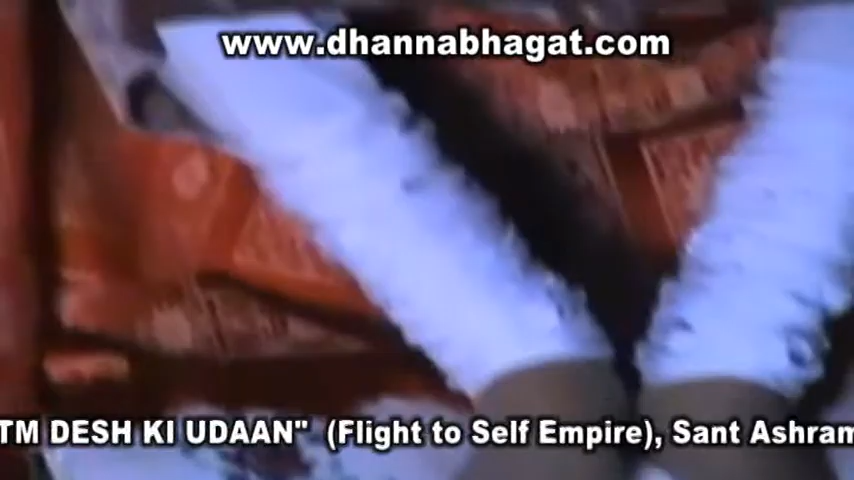 www.dhannabhagat.com
TM DESH KI UDAAN" (Flight to Self Empire), Sant Ashram